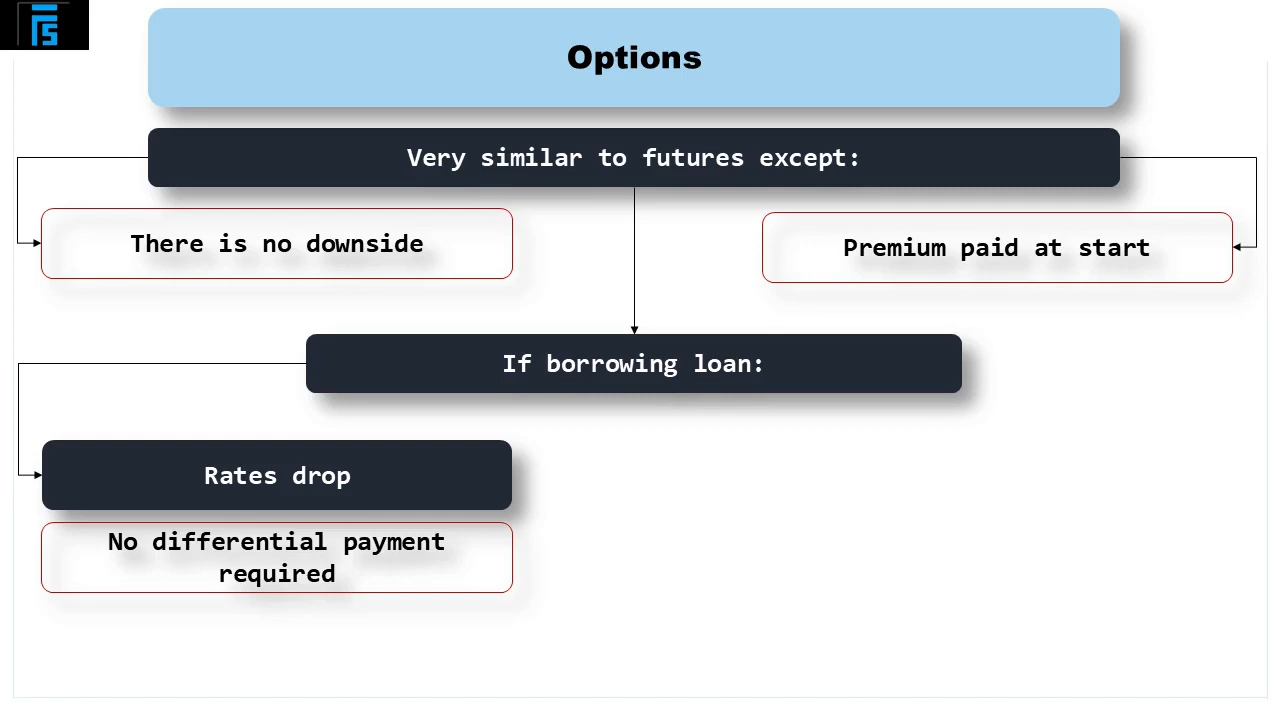 Options
Very similar to futures except:
There is no downside
Premium paid at start
If borrowing loan:
Rates drop
No differential payment
required